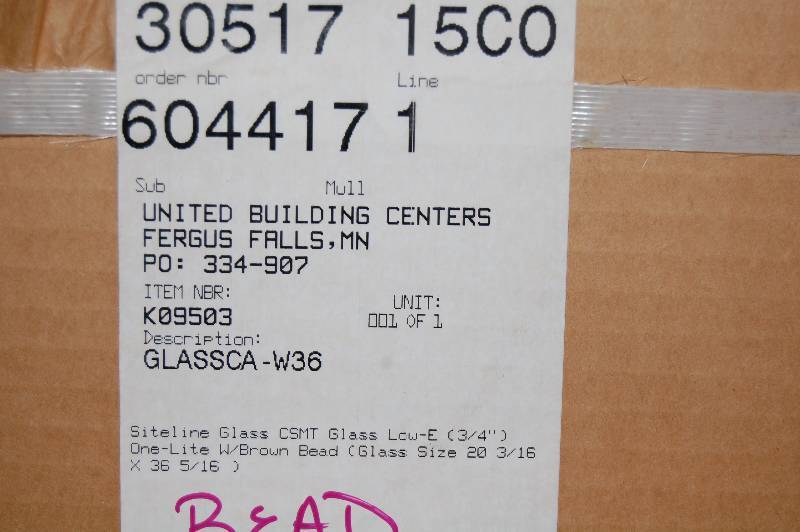 30517 15C0
order nbr Line
604417 1
Sub Mull
UNITED BUILDING CENTERS
FERGUS FALLS,MN
PO: 334-907
ITEM NBR: UNIT:
K09503 001 OF 1
Description:
GLASSCA-W36
Siteline Glass CSMT Glass Low-E (3/4")
One-Lite W/Brown Bead (Glass Size 20 3/16
X 36 5/16 )
BEAD